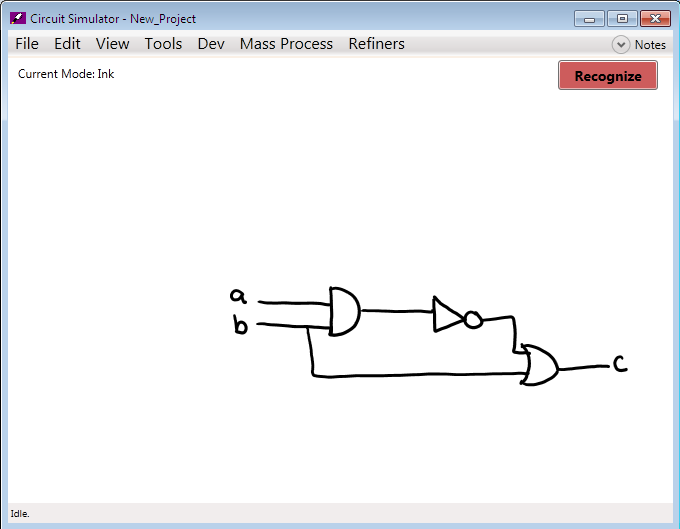 Circuit Simulator - New_Project
File Edit View Tools Dev Mass Process Refiners Notes
Current Mode: Ink
Recognize
a
b
c
Idle.